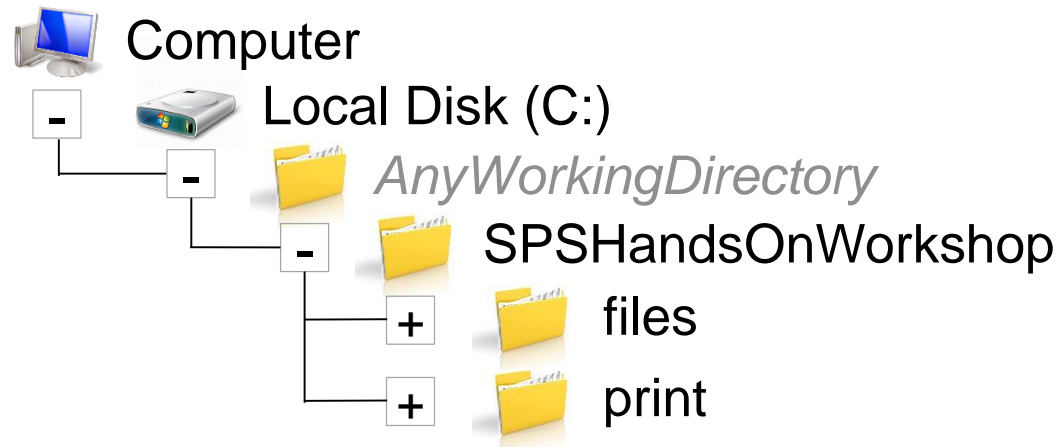 Computer
- Local Disk (C:)
- AnyWorkingDirectory
- SPSHandsOnWorkshop
+ files
+ print